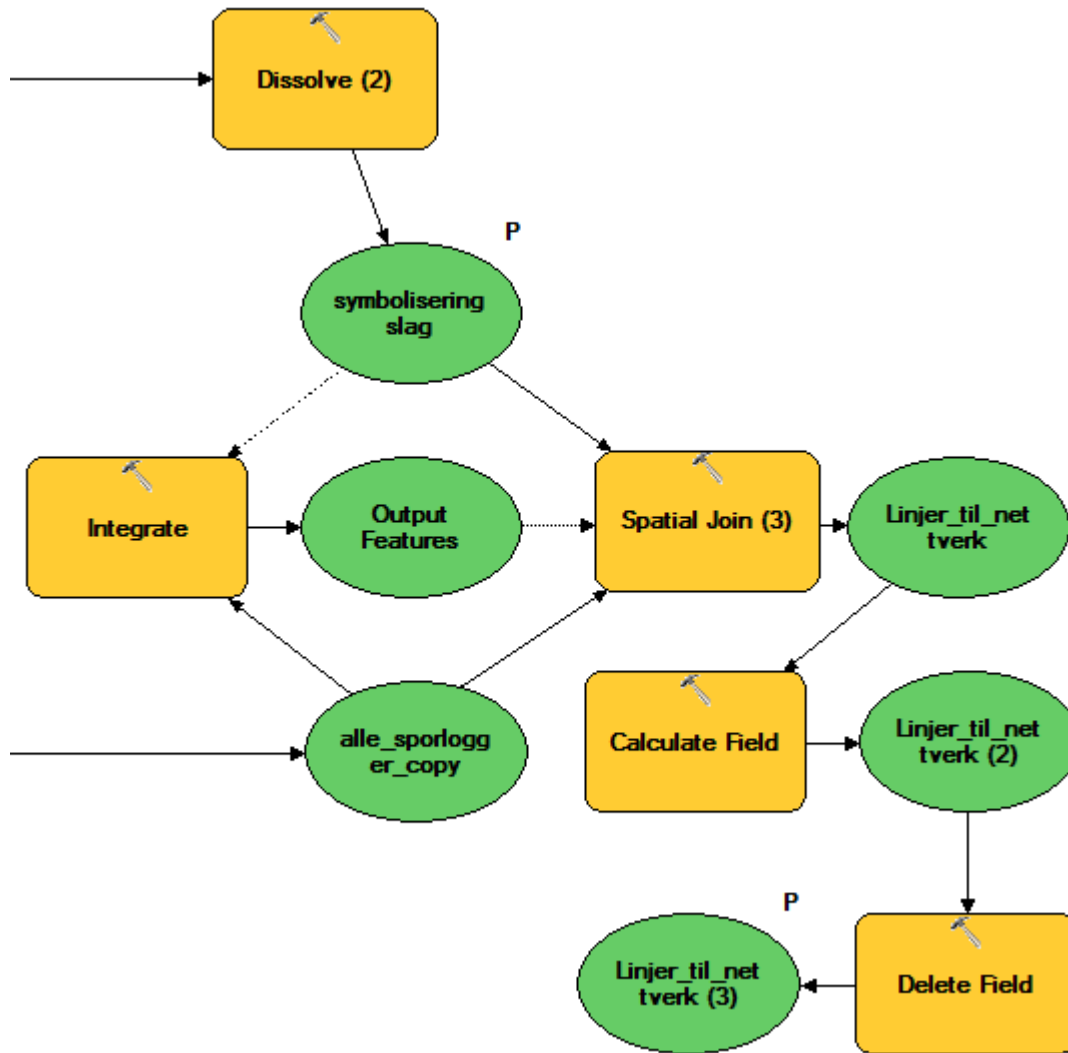 Dissolve (2)
P
symbolisering
slag
Integrate
Output
Features
Spatial Join (3)
Linjer_til_net
tverk
alle_sporlogg
er_copy
Calculate Field
Linjer_til_net
tverk (2)
P
Linjer_til_net
tverk (3)
Delete Field